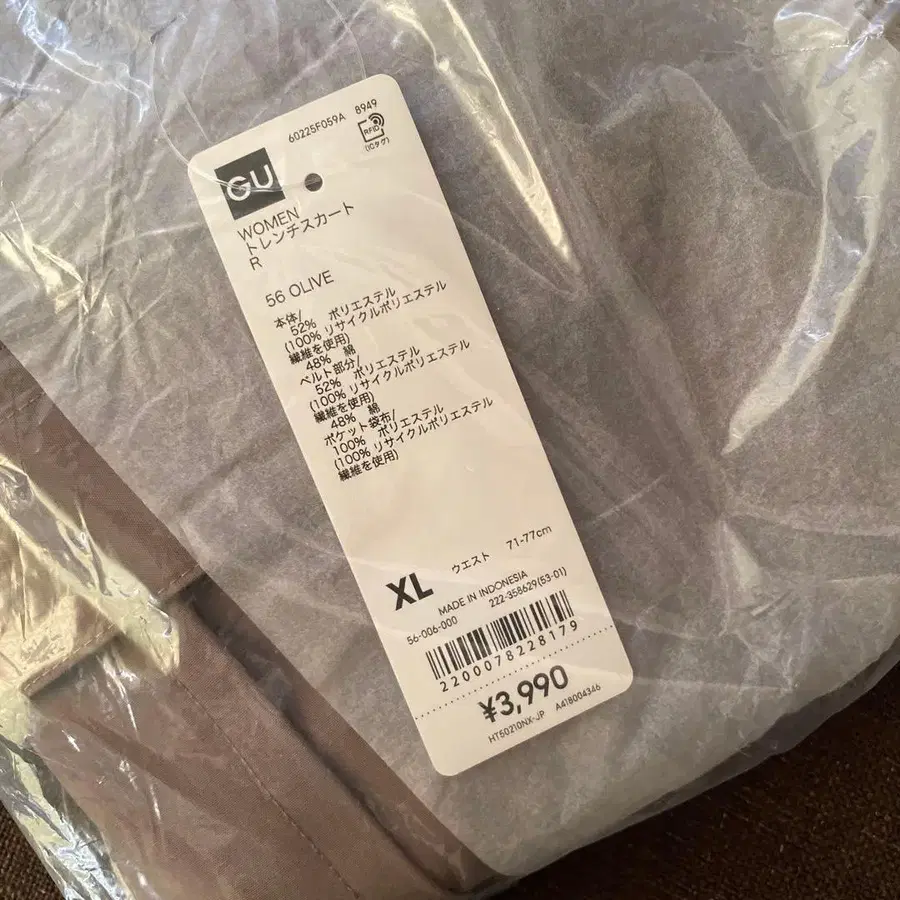 60225F059A 8949
RFID
(ICタグ)
GU
WOMEN
トレンチスカート
R
56 OLIVE
本体/
52% ポリエステル
(100% リサイクルポリエステル
繊維を使用)
48% 綿
ベルト部分/
52% ポリエステル
(100% リサイクルポリエステル
繊維を使用)
48% 綿
ポケット袋布/
100% ポリエステル
(100% リサイクルポリエステル
繊維を使用)
XL ウエスト 71-77cm
MADE IN INDONESIA
56-006-000 222-358629(53-01)
2200078228179
¥3,990
HT50210NX-JP A418004346